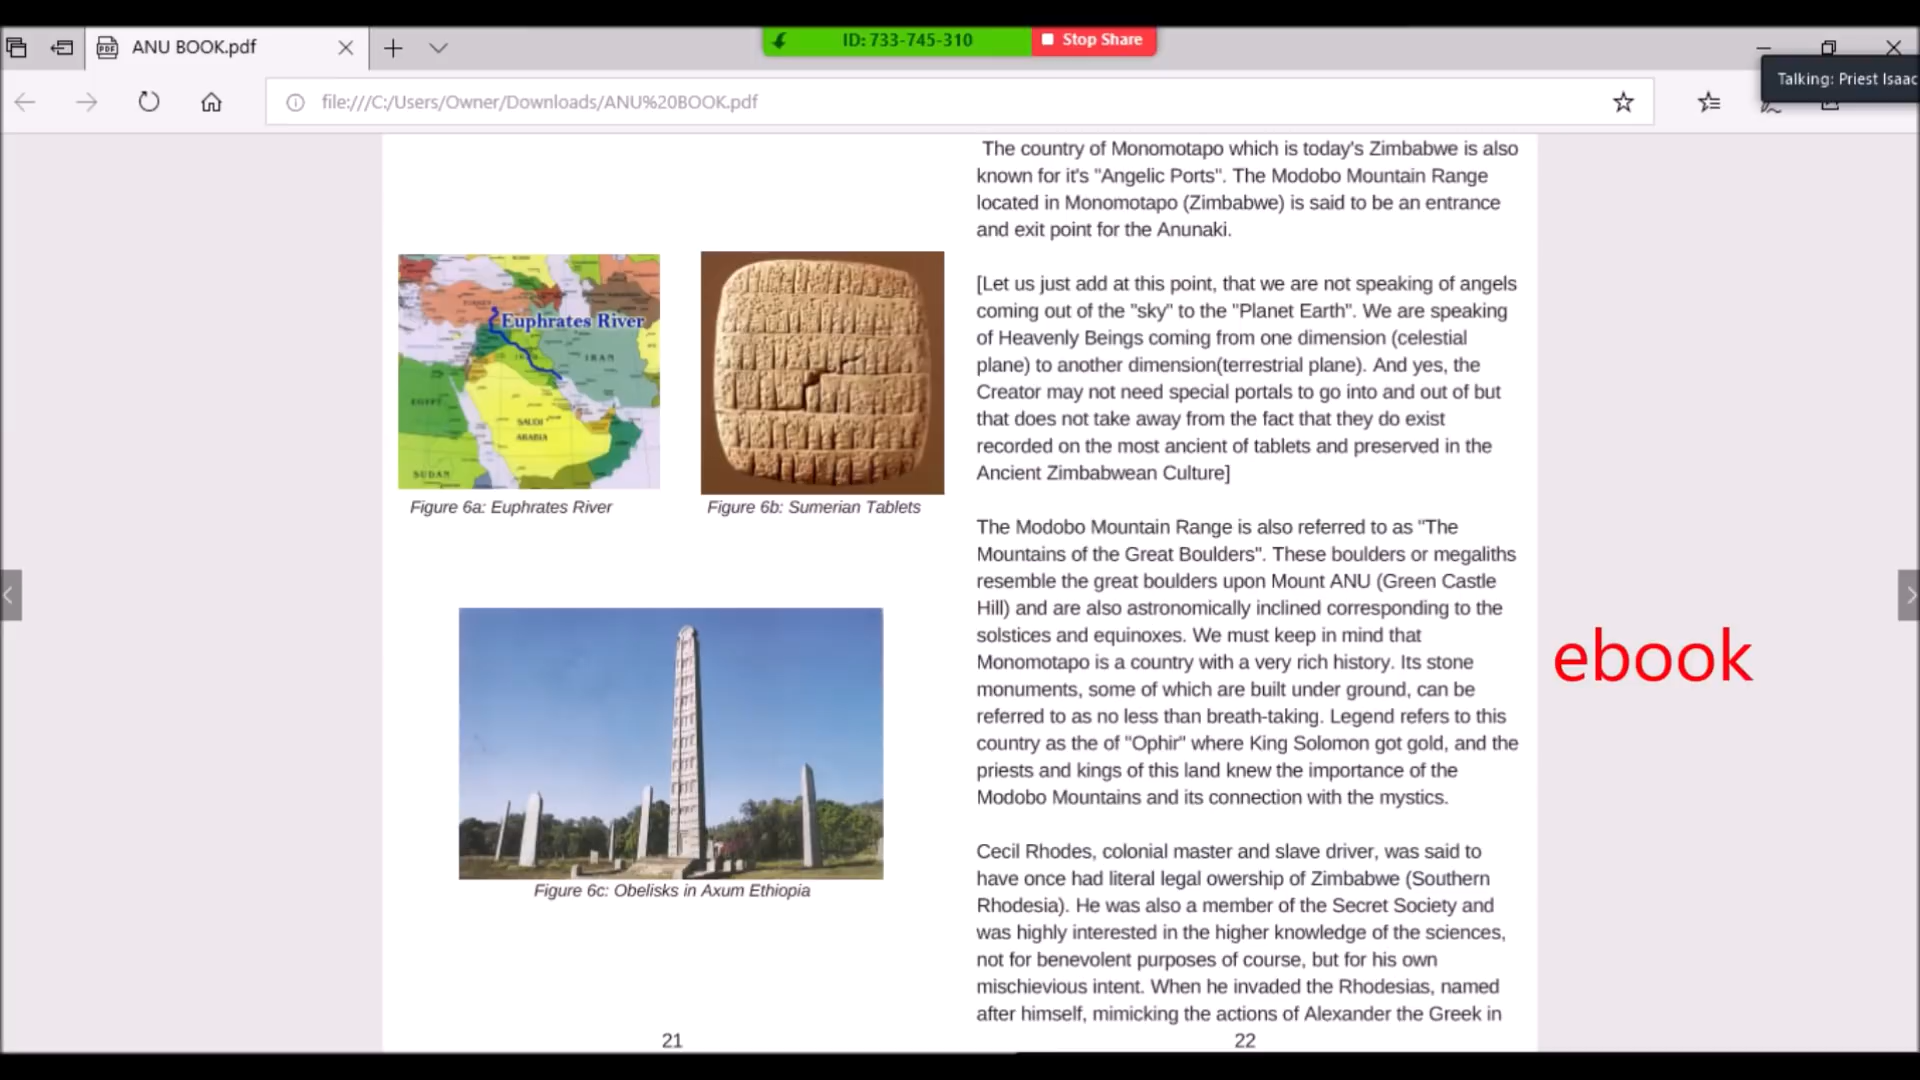 ANU BOOK.pdf
ID: 733-745-310
Stop Share
Talking: Priest Isaac
file:///C:/Users/Owner/Downloads/ANU%20BOOK.pdf
TURKEY
Euphrates River
IRAN
EGYPT
SAUDI
ARABIA
SUDAN
Figure 6a: Euphrates River
Figure 6b: Sumerian Tablets
Figure 6c: Obelisks in Axum Ethiopia
21
The country of Monomotapo which is today's Zimbabwe is also
known for it's "Angelic Ports". The Modobo Mountain Range
located in Monomotapo (Zimbabwe) is said to be an entrance
and exit point for the Anunaki.
[Let us just add at this point, that we are not speaking of angels
coming out of the "sky" to the "Planet Earth". We are speaking
of Heavenly Beings coming from one dimension (celestial
plane) to another dimension(terrestrial plane). And yes, the
Creator may not need special portals to go into and out of but
that does not take away from the fact that they do exist
recorded on the most ancient of tablets and preserved in the
Ancient Zimbabwean Culture]
The Modobo Mountain Range is also referred to as "The
Mountains of the Great Boulders". These boulders or megaliths
resemble the great boulders upon Mount ANU (Green Castle
Hill) and are also astronomically inclined corresponding to the
solstices and equinoxes. We must keep in mind that
Monomotapo is a country with a very rich history. Its stone
monuments, some of which are built under ground, can be
referred to as no less than breath-taking. Legend refers to this
country as the of "Ophir" where King Solomon got gold, and the
priests and kings of this land knew the importance of the
Modobo Mountains and its connection with the mystics.
Cecil Rhodes, colonial master and slave driver, was said to
have once had literal legal owership of Zimbabwe (Southern
Rhodesia). He was also a member of the Secret Society and
was highly interested in the higher knowledge of the sciences,
not for benevolent purposes of course, but for his own
mischievious intent. When he invaded the Rhodesias, named
after himself, mimicking the actions of Alexander the Greek in
22
ebook